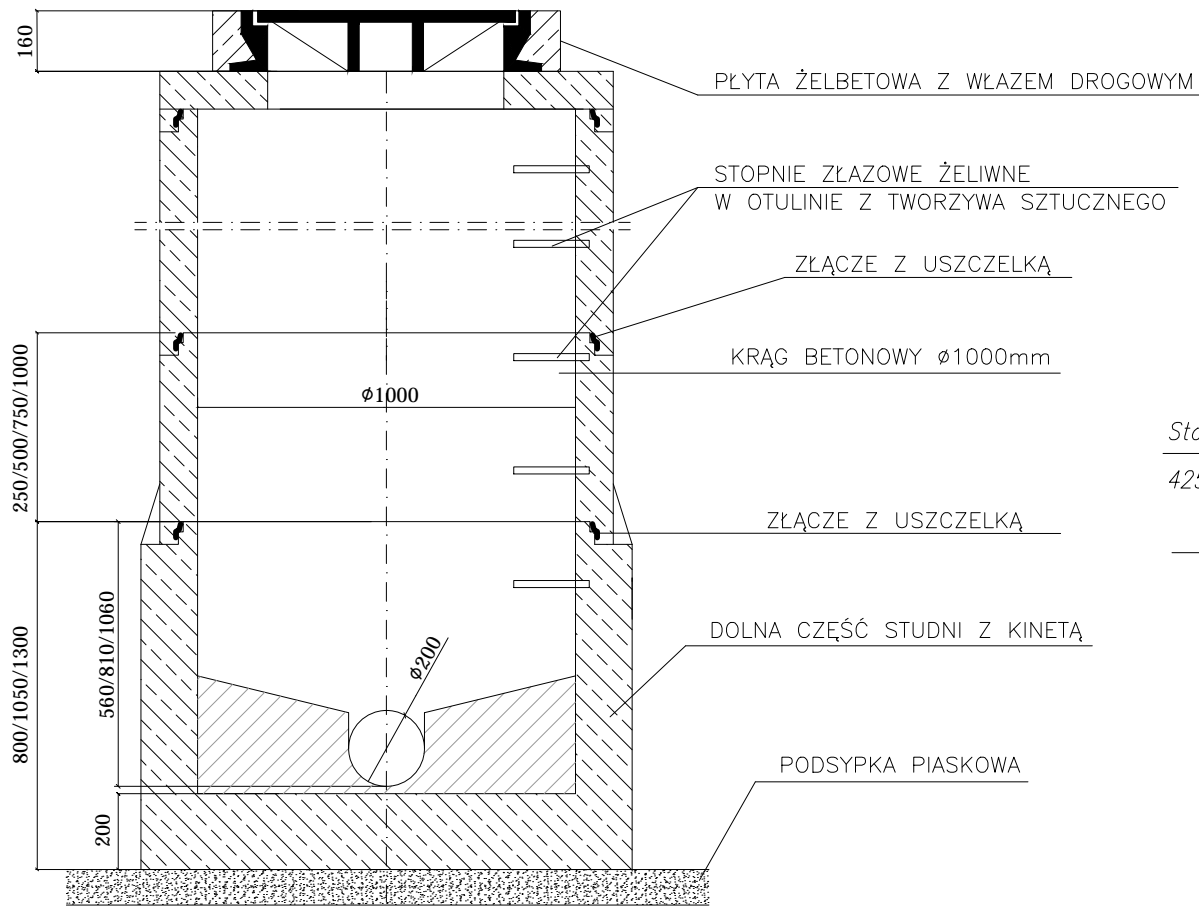 160
PŁYTA ŻELBETOWA Z WŁAZEM DROGOWYM
STOPNIE ZŁAZOWE ŻELIWNE
W OTULINIE Z TWORZYWA SZTUCZNEGO
ZŁĄCZE Z USZCZELKĄ
KRĄG BETONOWY ø1000mm
250/500/750/1000
ø1000
425
ZŁĄCZE Z USZCZELKĄ
800/1050/1300
560/810/1060
ø200
DOLNA CZĘŚĆ STUDNI Z KINETĄ
PODSYPKA PIASKOWA
200